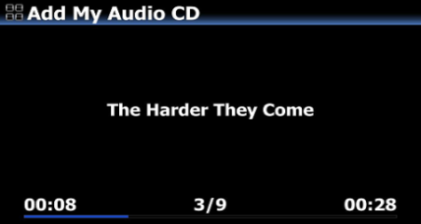 Add My Audio CD
The Harder They Come
00:08 3/9 00:28